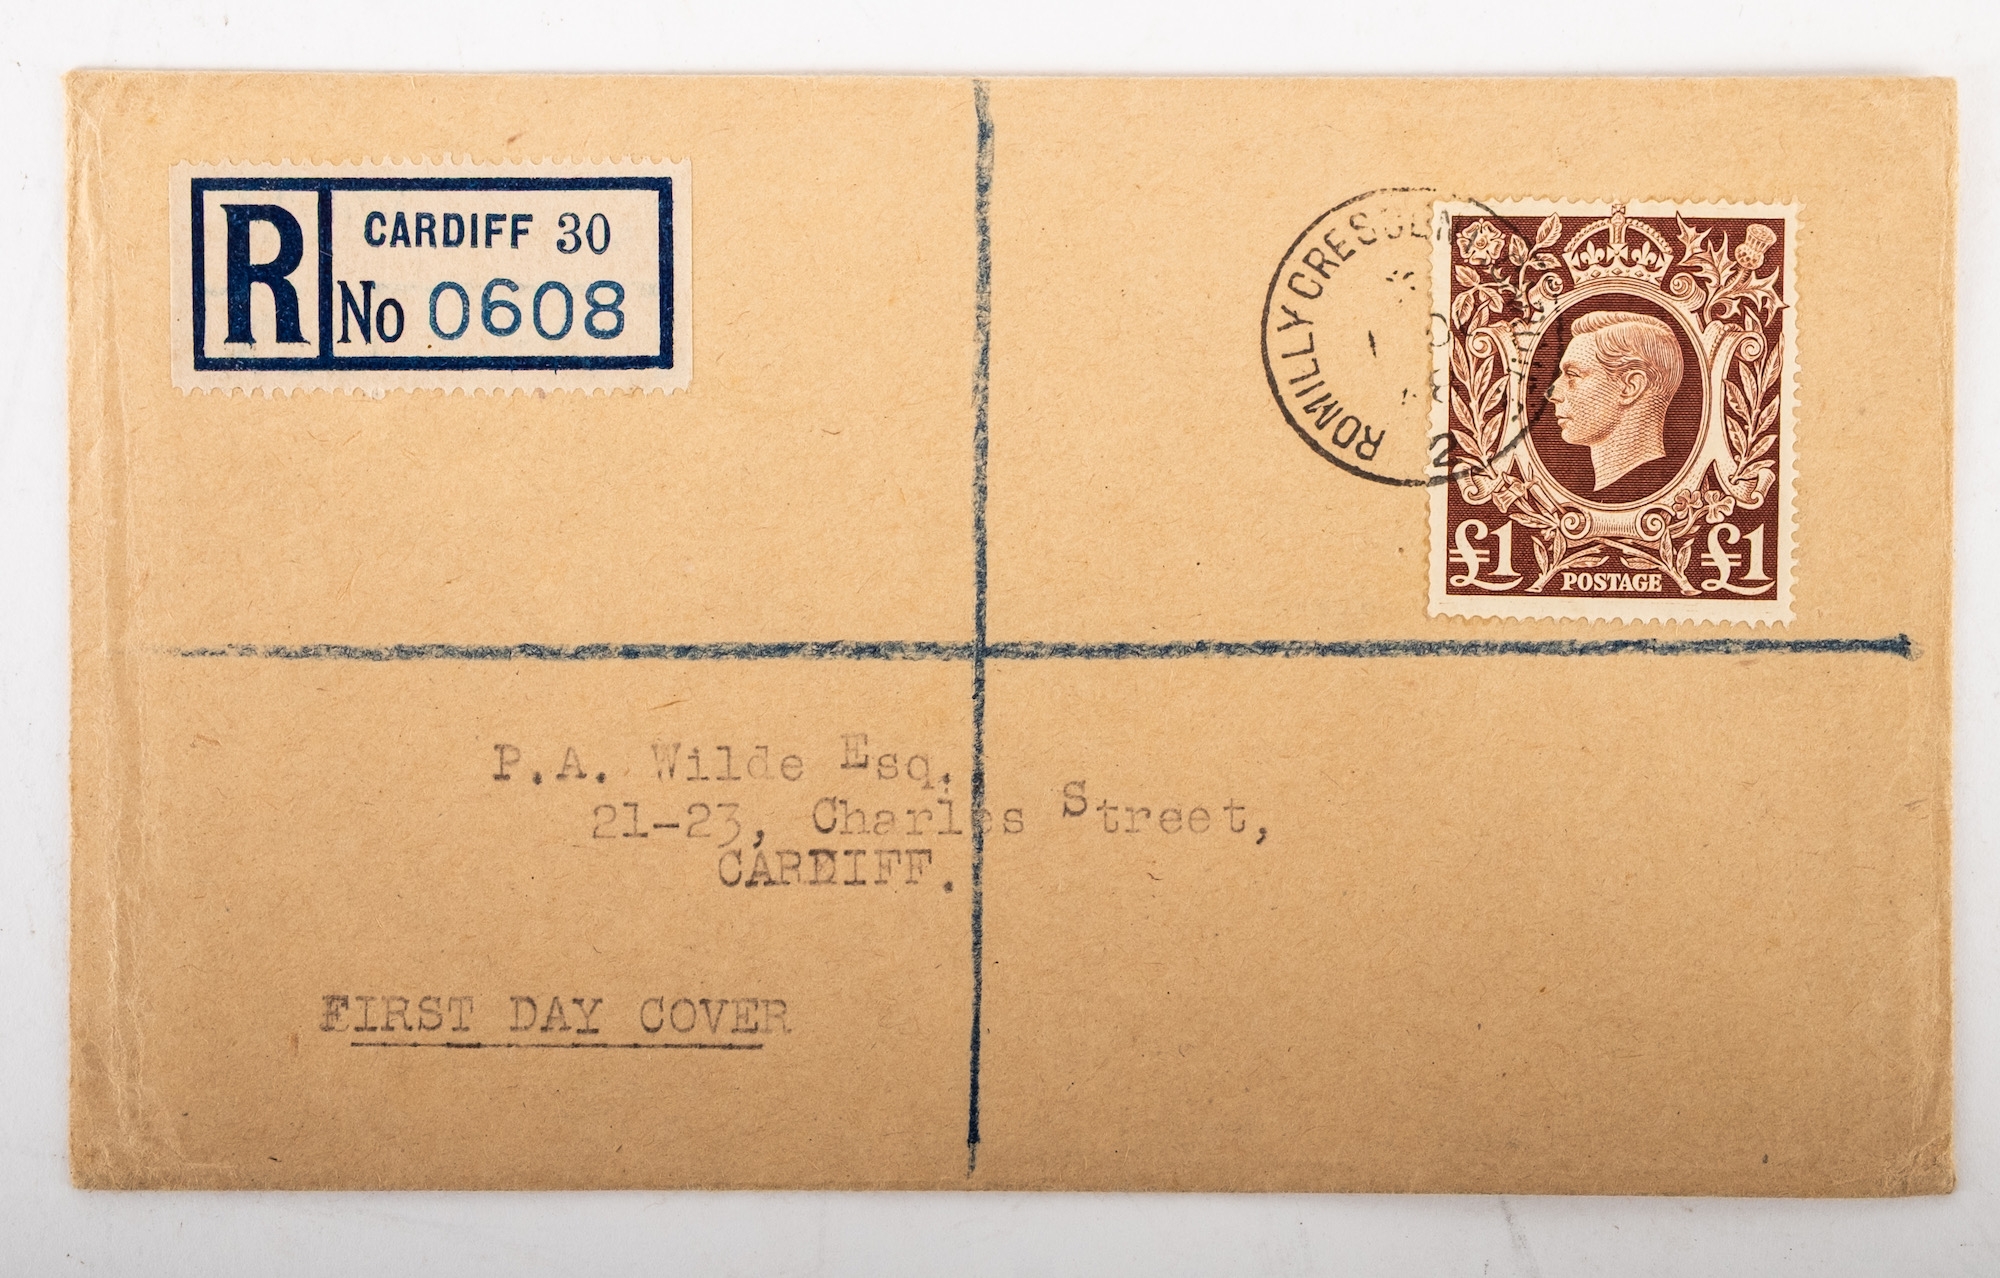 R
CARDIFF 30
No 0608
ROMILLY CRESCENT
2
£1 POSTAGE £1
P.A. Wilde Esq.
21-23, Charles Street,
CARDIFF.
FIRST DAY COVER